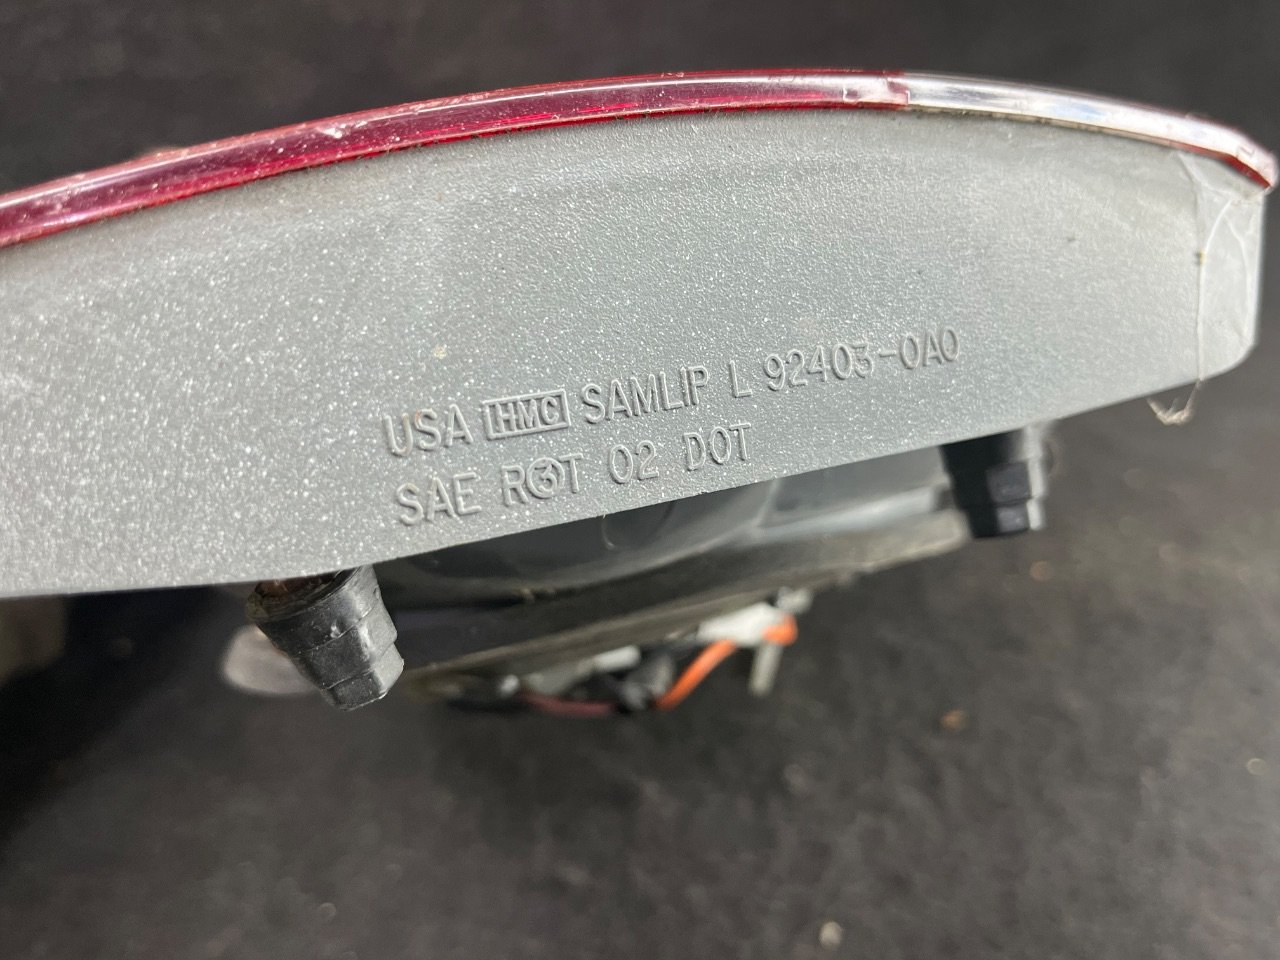 USA HMC SAMLIP L 92403-0A0
SAE R③T 02 DOT